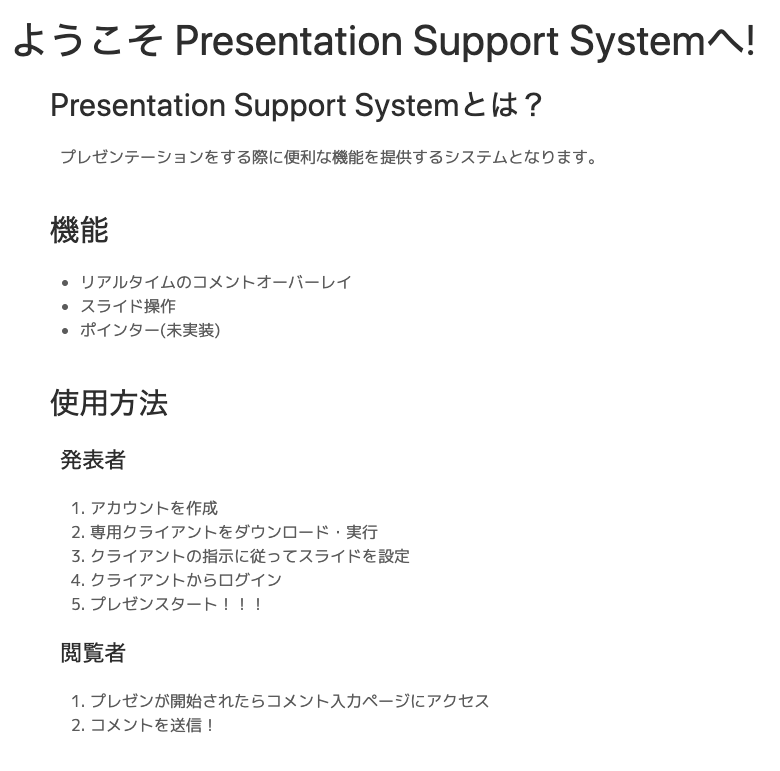 ようこそ Presentation Support Systemへ!
Presentation Support Systemとは？
プレゼンテーションをする際に便利な機能を提供するシステムとなります。
機能
• リアルタイムのコメントオーバーレイ
• スライド操作
• ポインター(未実装)
使用方法
発表者
1. アカウントを作成
2. 専用クライアントをダウンロード・実行
3. クライアントの指示に従ってスライドを設定
4. クライアントからログイン
5. プレゼンスタート！！！
閲覧者
1. プレゼンが開始されたらコメント入力ページにアクセス
2. コメントを送信！